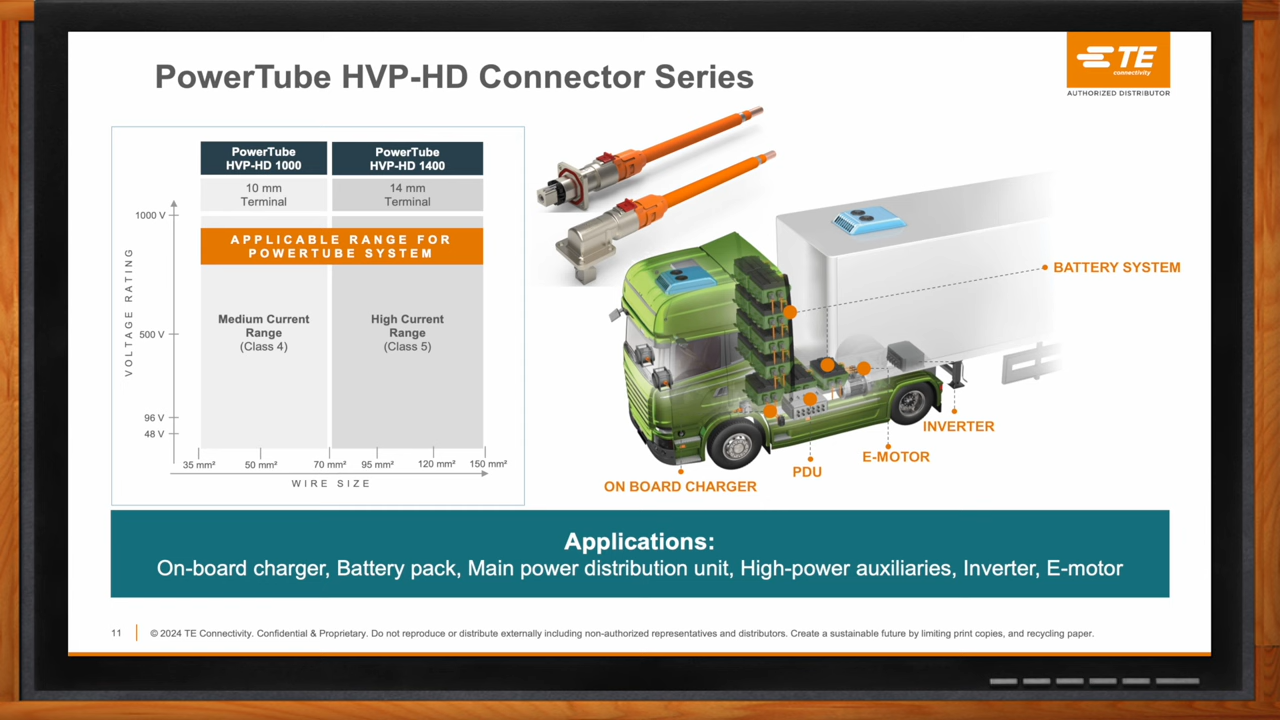 PowerTube HVP-HD Connector Series
TE
connectivity
AUTHORIZED DISTRIBUTOR
PowerTube
HVP-HD 1000
PowerTube
HVP-HD 1400
10 mm
Terminal
14 mm
Terminal
1000 V
APPLICABLE RANGE FOR
POWERTUBE SYSTEM
VOLTAGE RATING
Medium Current
Range
(Class 4)
High Current
Range
(Class 5)
500 V
96 V
48 V
35 mm²
50 mm²
70 mm²
95 mm²
120 mm²
150 mm²
WIRE SIZE
BATTERY SYSTEM
INVERTER
E-MOTOR
PDU
ON BOARD CHARGER
Applications:
On-board charger, Battery pack, Main power distribution unit, High-power auxiliaries, Inverter, E-motor
11
© 2024 TE Connectivity. Confidential & Proprietary. Do not reproduce or distribute externally including non-authorized representatives and distributors. Create a sustainable future by limiting print copies, and recycling paper.